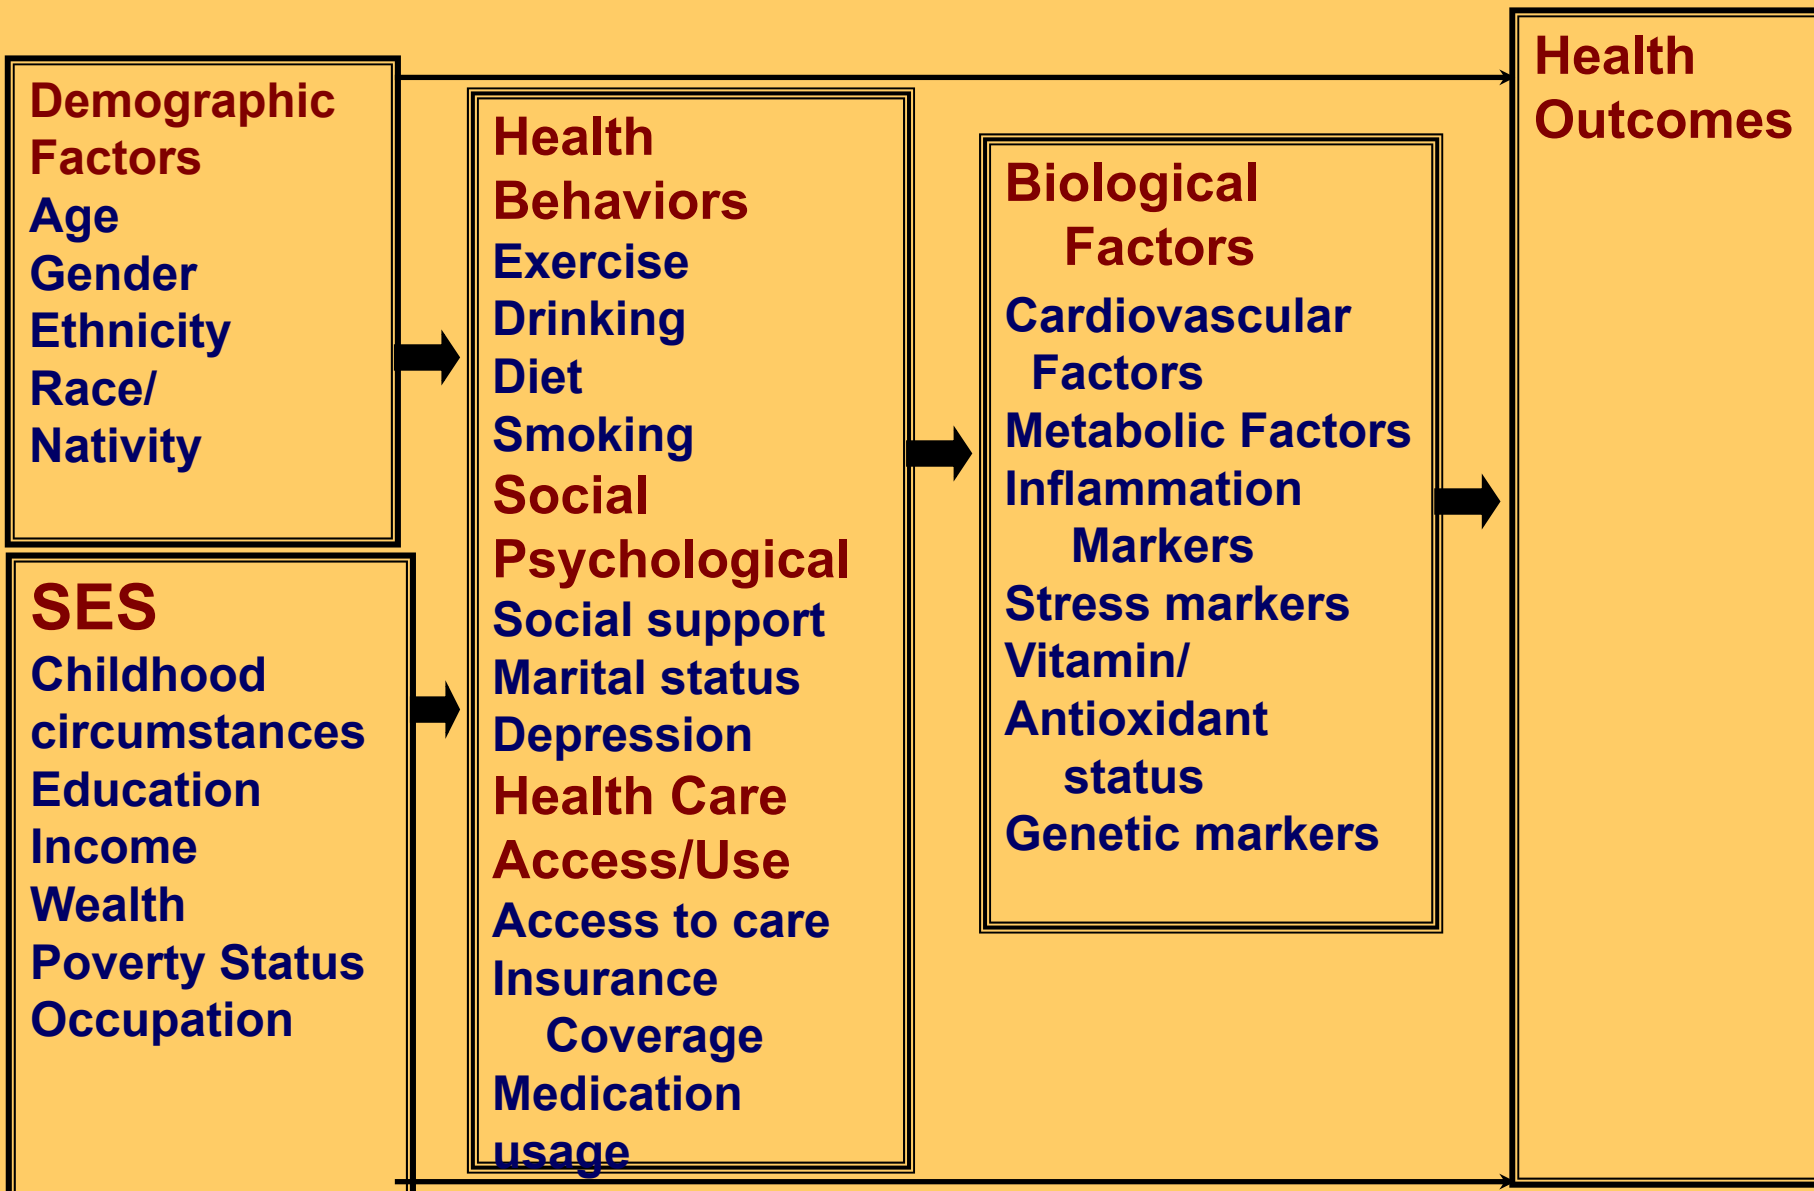 Demographic
Factors
Age
Gender
Ethnicity
Race/
Nativity
SES
Childhood
circumstances
Education
Income
Wealth
Poverty Status
Occupation
Health
Behaviors
Exercise
Drinking
Diet
Smoking
Social
Psychological
Social support
Marital status
Depression
Health Care
Access/Use
Access to care
Insurance
Coverage
Medication
usage
Biological
Factors
Cardiovascular
Factors
Metabolic Factors
Inflammation
Markers
Stress markers
Vitamin/
Antioxidant
status
Genetic markers
Health
Outcomes